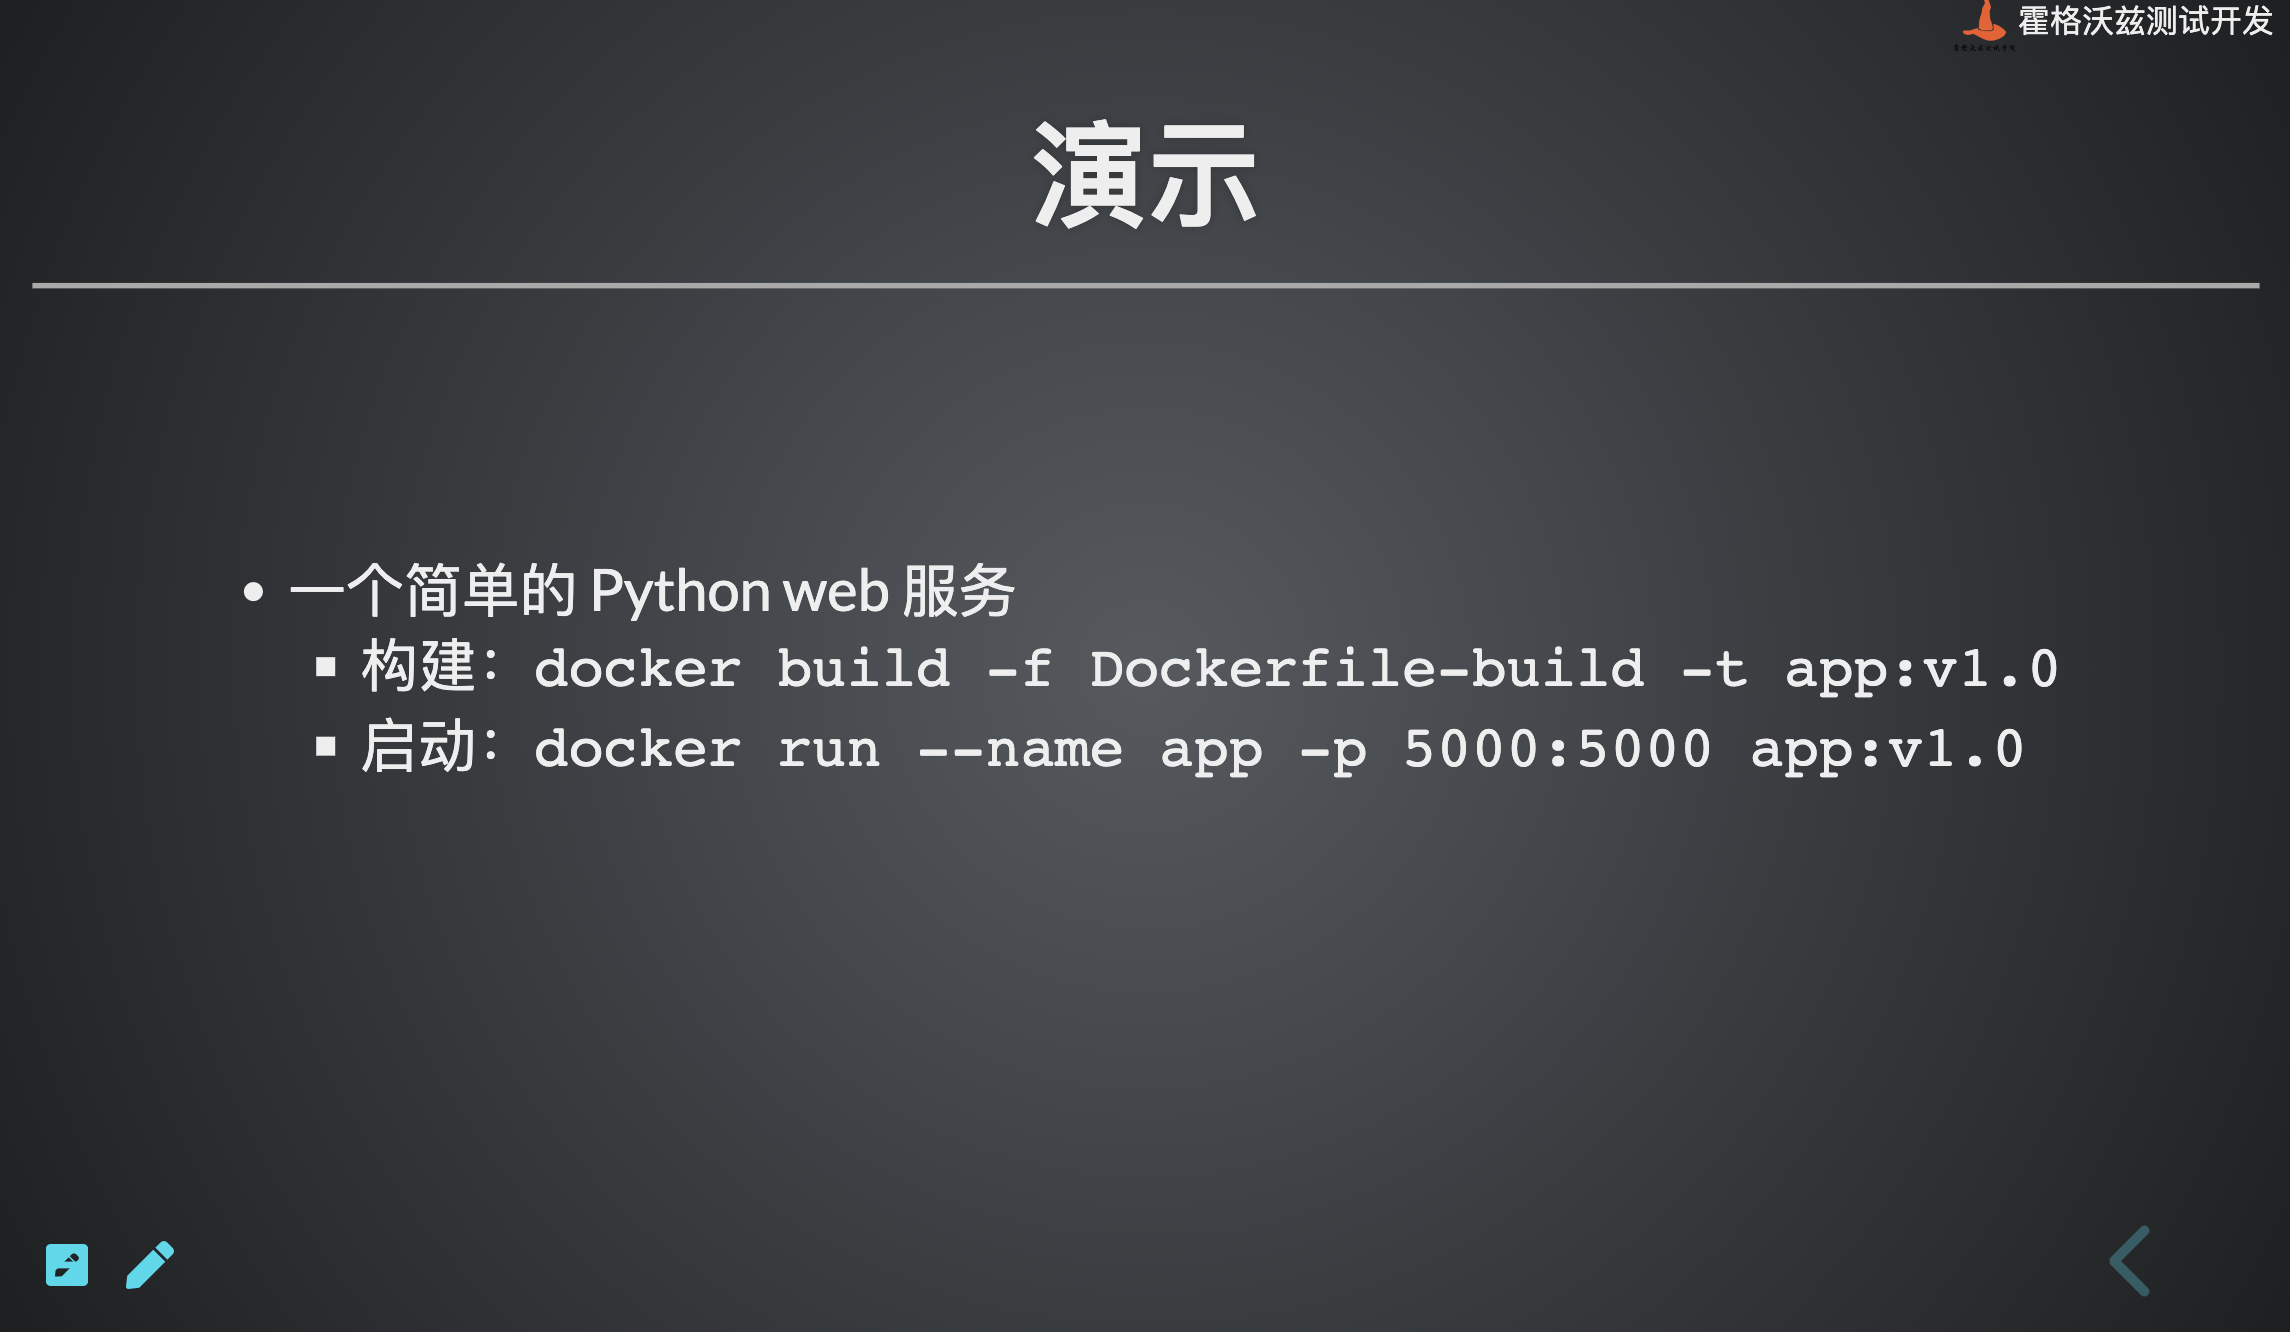 霍格沃兹测试开发
演示
一个简单的 Python web 服务
构建：docker build -f Dockerfile-build -t app:v1.0
启动：docker run --name app -p 5000:5000 app:v1.0